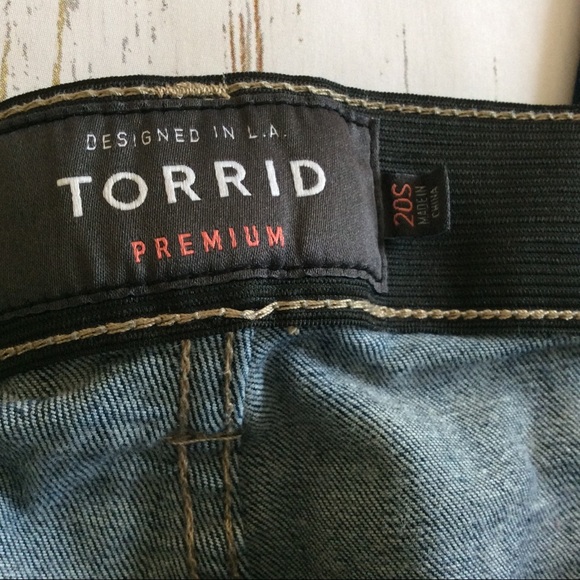 DESIGNED IN L.A.
TORRID
PREMIUM
20S
MADE IN
CHINA